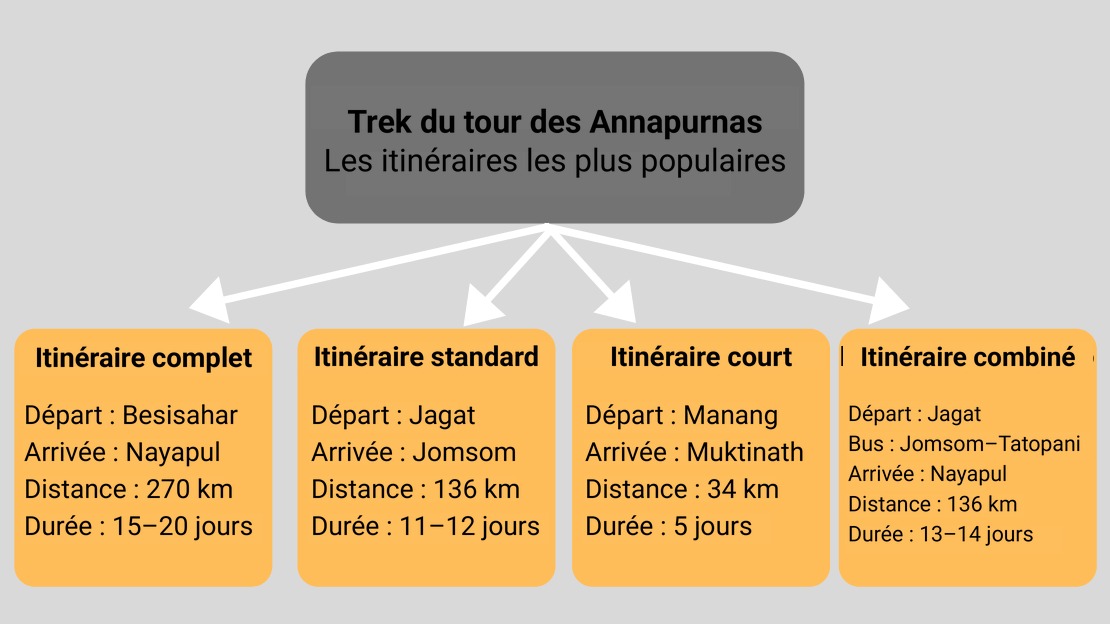 Trek du tour des Annapurnas
Les itinéraires les plus populaires
Itinéraire complet
Départ : Besisahar
Arrivée : Nayapul
Distance : 270 km
Durée : 15–20 jours
Itinéraire standard
Départ : Jagat
Arrivée : Jomsom
Distance : 136 km
Durée : 11–12 jours
Itinéraire court
Départ : Manang
Arrivée : Muktinath
Distance : 34 km
Durée : 5 jours
Itinéraire combiné
Départ : Jagat
Bus : Jomsom–Tatopani
Arrivée : Nayapul
Distance : 136 km
Durée : 13–14 jours